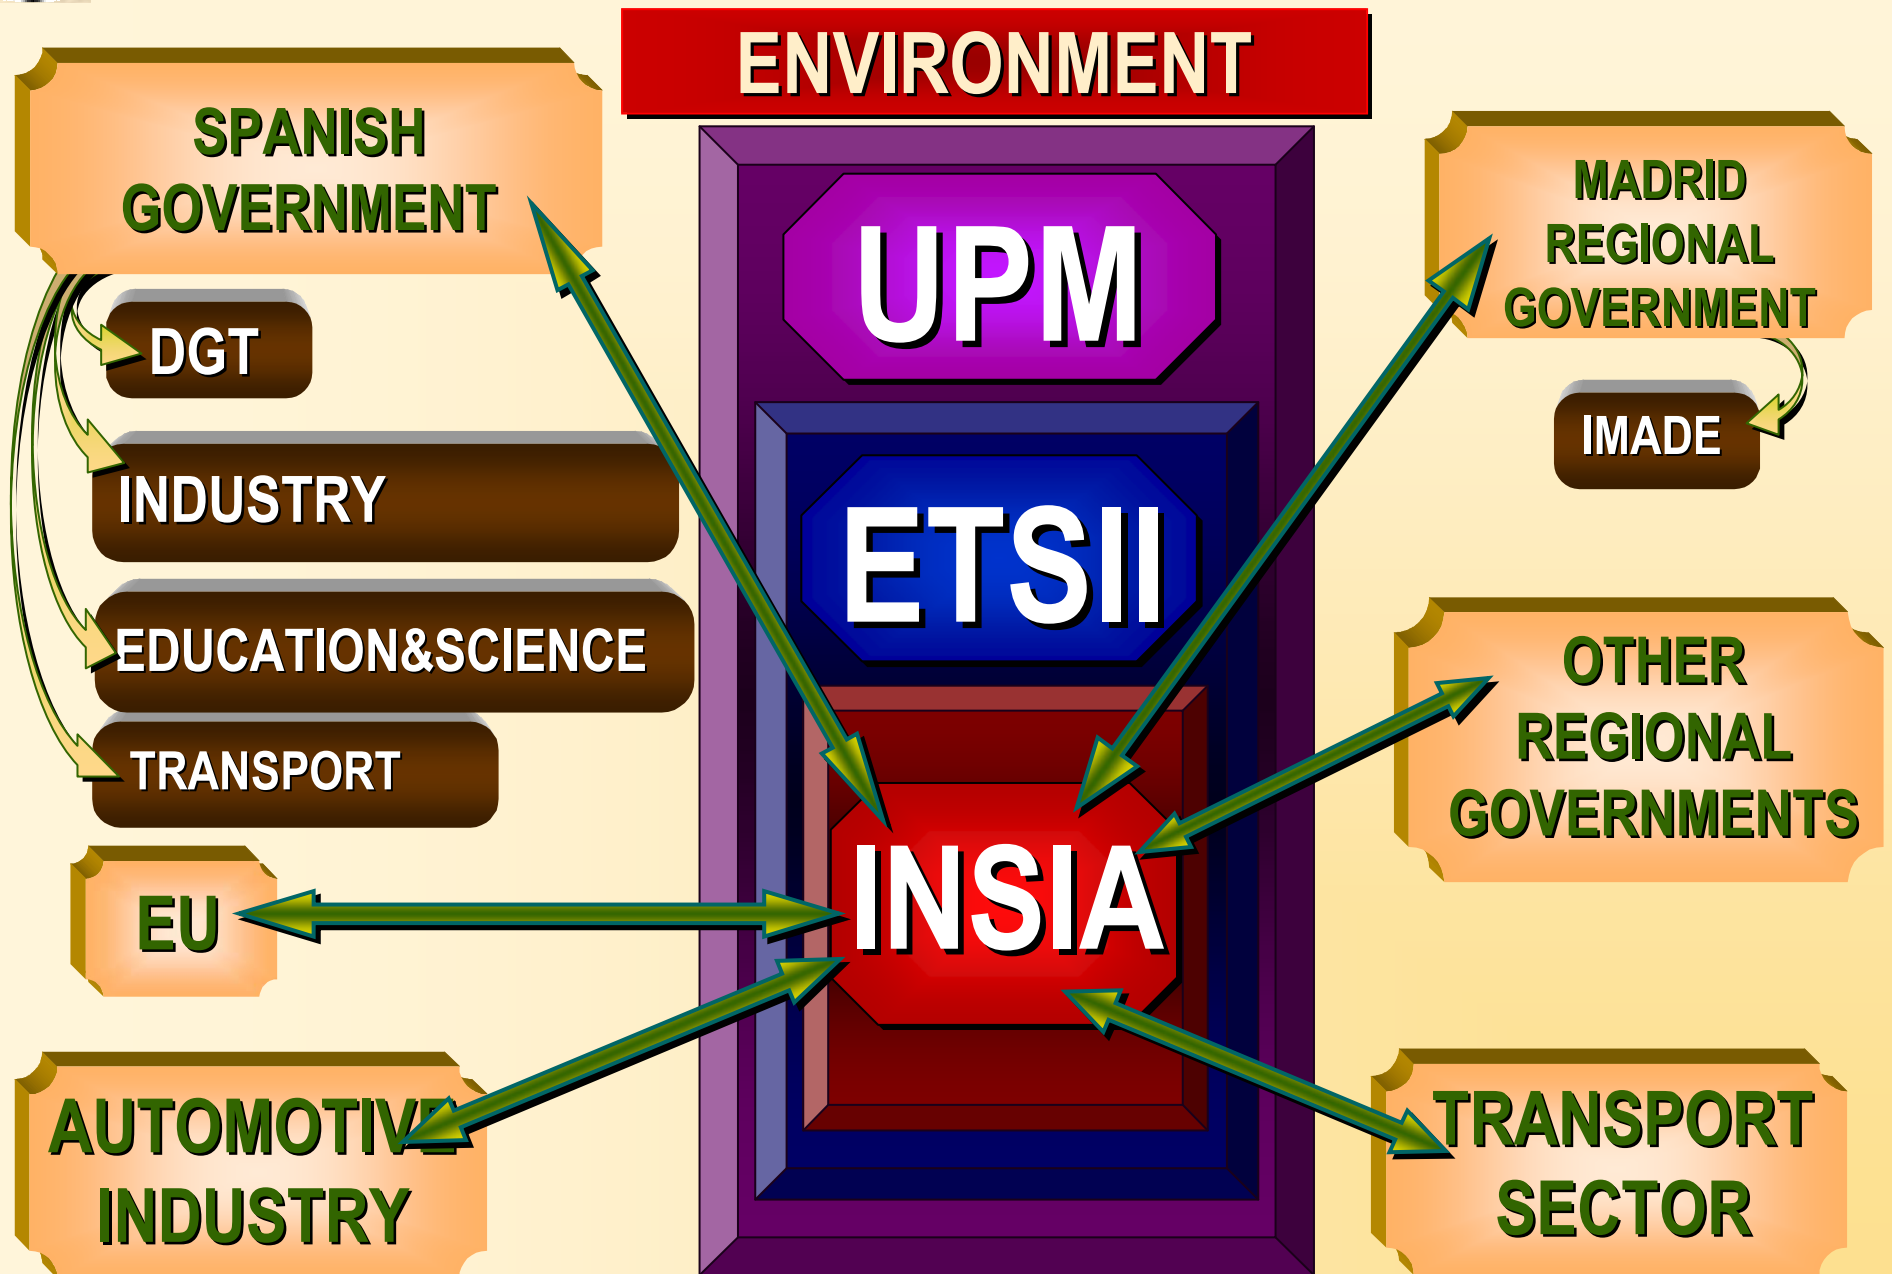 ENVIRONMENT
SPANISH
GOVERNMENT
DGT
INDUSTRY
EDUCATION&SCIENCE
TRANSPORT
EU
AUTOMOTIVE
INDUSTRY
UPM
ETSII
INSIA
MADRID
REGIONAL
GOVERNMENT
IMADE
OTHER
REGIONAL
GOVERNMENTS
TRANSPORT
SECTOR